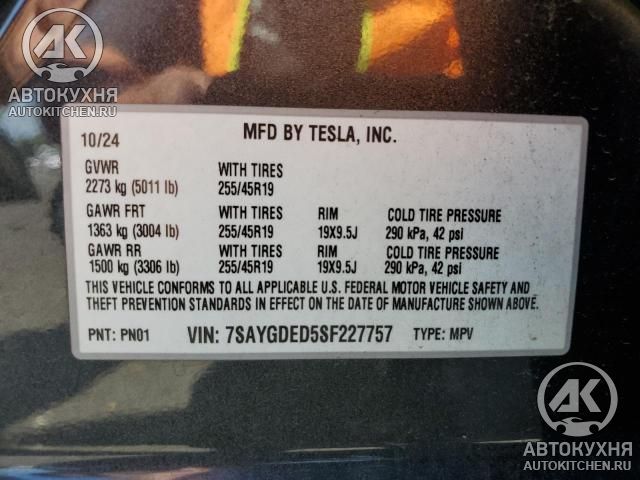 АК
АВТОКУХНЯ
AUTOKITCHEN.RU
10/24 MFD BY TESLA, INC.
GVWR WITH TIRES
2273 kg (5011 lb) 255/45R19
GAWR FRT WITH TIRES RIM COLD TIRE PRESSURE
1363 kg (3004 lb) 255/45R19 19X9.5J 290 kPa, 42 psi
GAWR RR WITH TIRES RIM COLD TIRE PRESSURE
1500 kg (3306 lb) 255/45R19 19X9.5J 290 kPa, 42 psi
THIS VEHICLE CONFORMS TO ALL APPLICABLE U.S. FEDERAL MOTOR VEHICLE SAFETY AND
THEFT PREVENTION STANDARDS IN EFFECT ON THE DATE OF MANUFACTURE SHOWN ABOVE.
PNT: PN01 VIN: 7SAYGDED5SF227757 TYPE: MPV
АК
АВТОКУХНЯ
AUTOKITCHEN.RU